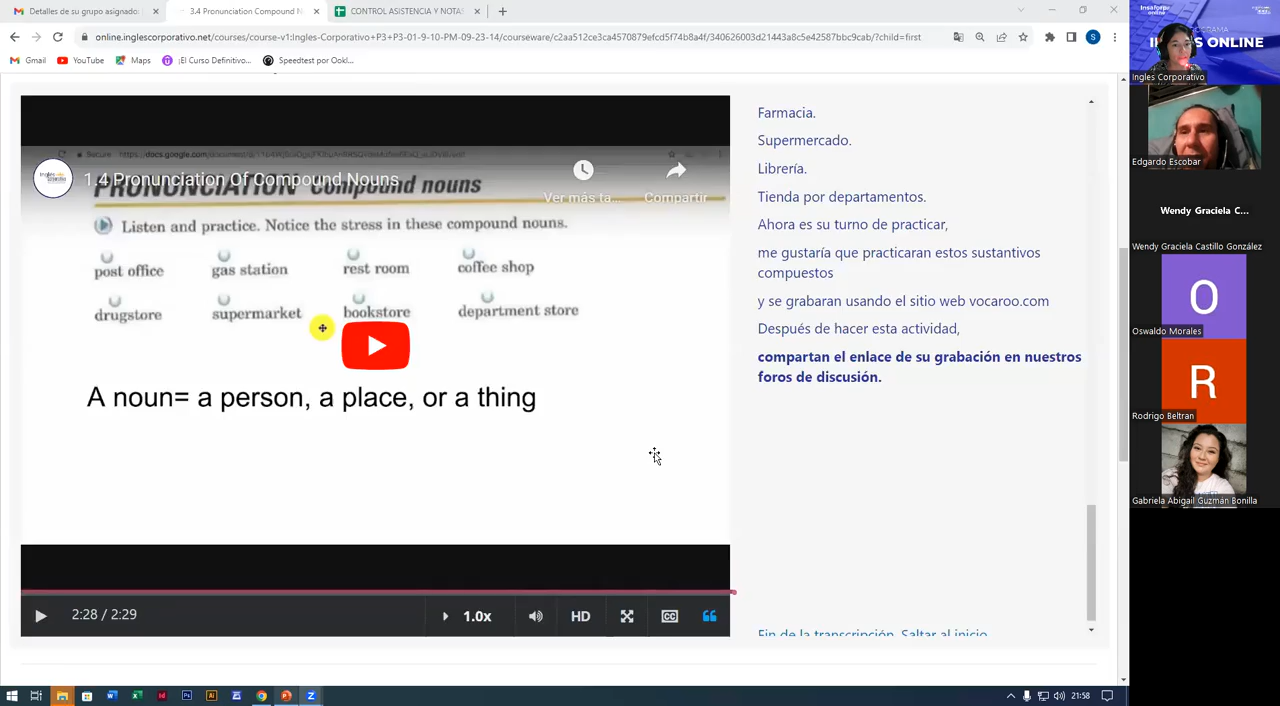 Detalles de su grupo asignado:
3.4 Pronunciation Compound N
CONTROL ASISTENCIA Y NOTAS
online.inglescorporativo.net/courses/course-v1:Ingles-Corporativo+P3+P3-01-9-10-PM-09-23-14/courseware/c2aa512ce3ca4570879efcd5f74b8a4f/340626003d21443a8c5e42587bbc9cab/?child=first
S
Gmail
YouTube
Maps
¡El Curso Definitivo...
Speedtest por Ookl...
1.4 Pronunciation Of Compound Nouns
compound nouns
Ver más ta...
Compartir
Listen and practice. Notice the stress in these compound nouns.
post office gas station rest room coffee shop
drugstore supermarket bookstore department store
A noun= a person, a place, or a thing
2:28 / 2:29
1.0x
HD
CC
Farmacia.
Supermercado.
Librería.
Tienda por departamentos.
Ahora es su turno de practicar,
me gustaría que practicaran estos sustantivos
compuestos
y se grabaran usando el sitio web vocaroo.com
Después de hacer esta actividad,
compartan el enlace de su grabación en nuestros
foros de discusión.
Fin de la transcripción. Saltar al inicio.
ONLINE
Ingles Corporativo
Edgardo Escobar
Wendy Graciela C...
Wendy Graciela Castillo González
O
Oswaldo Morales
R
Rodrigo Beltran
Gabriela Abigail Guzmán Bonilla
21:58